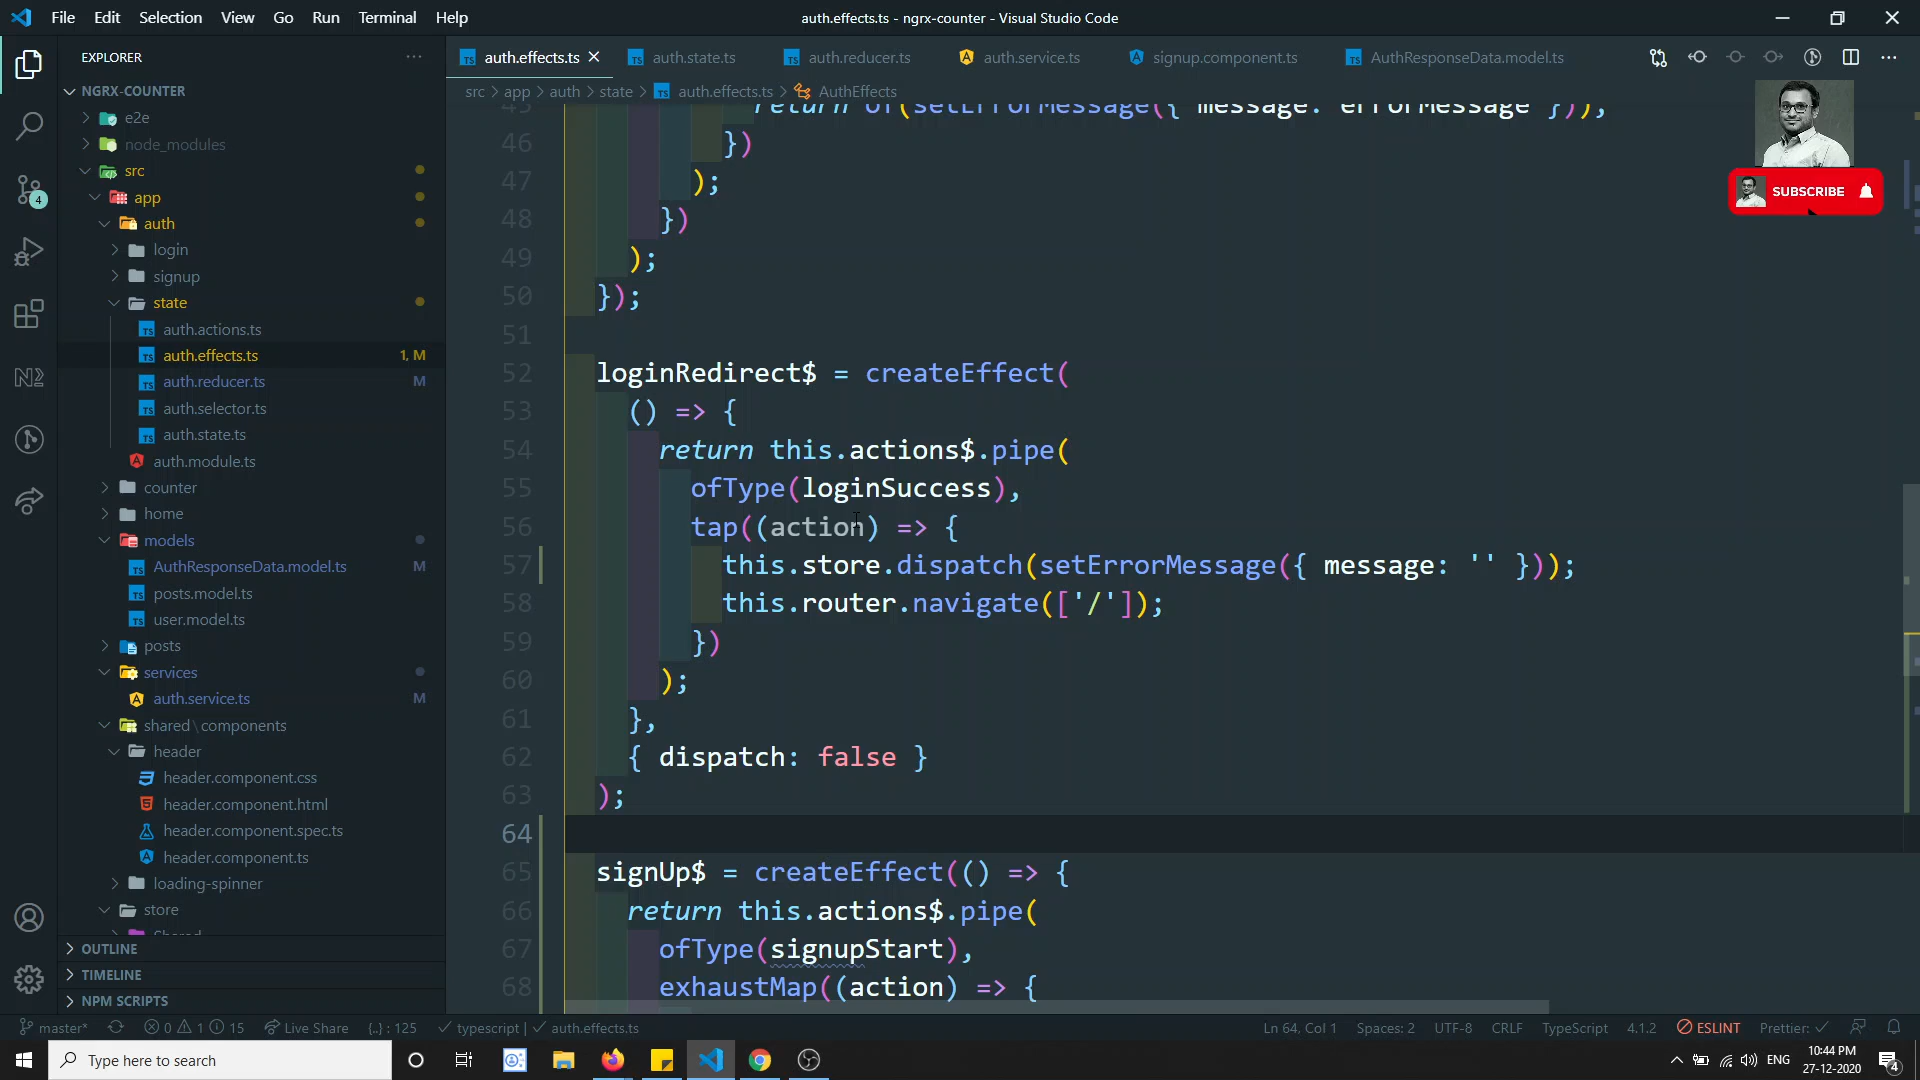 File Edit Selection View Go Run Terminal Help
auth.effects.ts - ngrx-counter - Visual Studio Code
EXPLORER
auth.effects.ts
auth.state.ts
auth.reducer.ts
auth.service.ts
signup.component.ts
AuthResponseData.model.ts
src > app > auth > state > auth.effects.ts > AuthEffects
NGRX-COUNTER
e2e
node_modules
src
app
auth
login
signup
state
auth.actions.ts
auth.effects.ts 1, M
auth.reducer.ts M
auth.selector.ts
auth.state.ts
auth.module.ts
counter
home
models
AuthResponseData.model.ts M
posts.model.ts
user.model.ts
posts
services
auth.service.ts M
shared \ components
header
header.component.css
header.component.html
header.component.spec.ts
header.component.ts
loading-spinner
store
Shared
OUTLINE
TIMELINE
NPM SCRIPTS
4
45 return of(setErrorMessage({ message: errorMessage }));
46 })
47 );
48 })
49 );
50 });
51
52 loginRedirect$ = createEffect(
53 () => {
54 return this.actions$.pipe(
55 ofType(loginSuccess),
56 tap((action) => {
57 this.store.dispatch(setErrorMessage({ message: '' }));
58 this.router.navigate(['/']);
59 })
60 );
61 },
62 { dispatch: false }
63 );
64
65 signUp$ = createEffect(() => {
66 return this.actions$.pipe(
67 ofType(signupStart),
68 exhaustMap((action) => {
SUBSCRIBE
master* 0 1 15 Live Share {..} : 125 typescript | auth.effects.ts
Ln 64, Col 1 Spaces: 2 UTF-8 CRLF TypeScript 4.1.2 ESLINT Prettier:
Type here to search
ENG
10:44 PM
27-12-2020
4